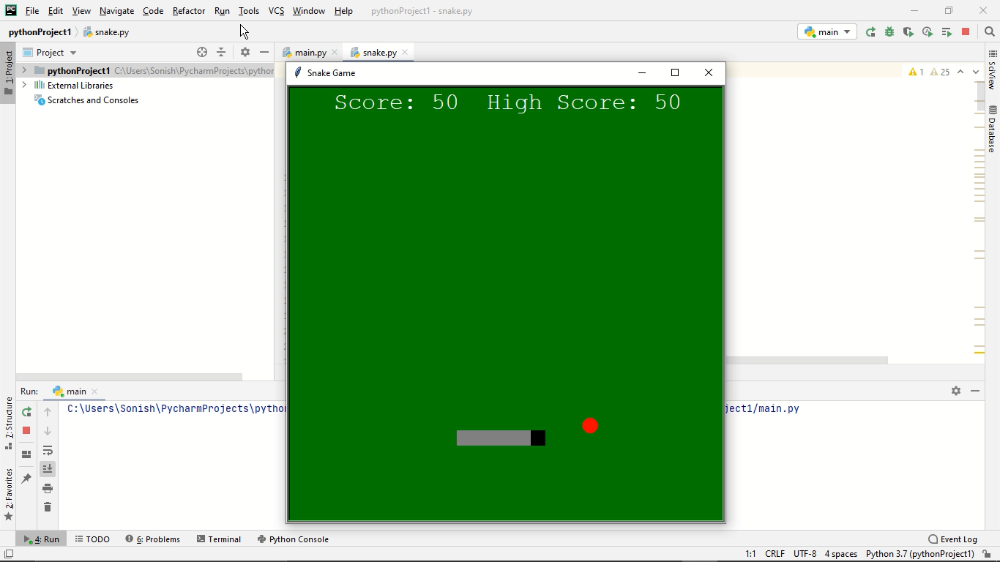 PC File Edit View Navigate Code Refactor Run Tools VCS Window Help pythonProject1 - snake.py
pythonProject1 snake.py main
1: Project
Project main.py snake.py
pythonProject1 C:\Users\Sonish\PycharmProjects\python
Snake Game
1 25
External Libraries
Scratches and Consoles
Score: 50 High Score: 50
SciView
Database
Run: main
C:\Users\Sonish\PycharmProjects\python
ject1/main.py
7: Structure
2: Favorites
4: Run TODO 6: Problems Terminal Python Console Event Log
1:1 CRLF UTF-8 4 spaces Python 3.7 (pythonProject1)